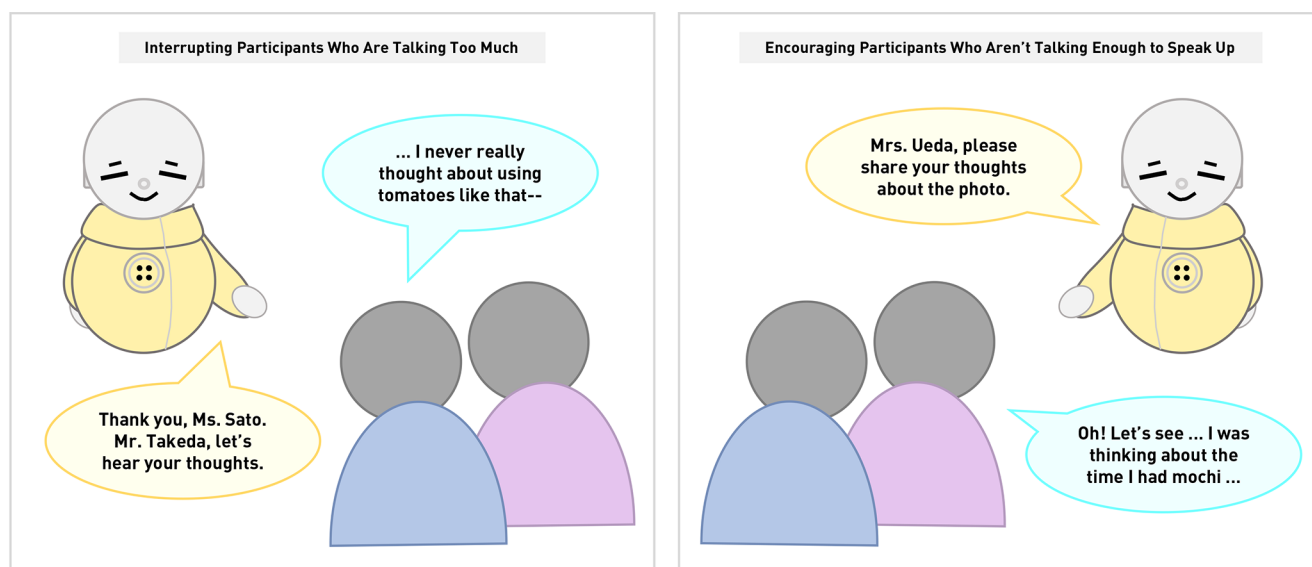 Interrupting Participants Who Are Talking Too Much
... I never really
thought about using
tomatoes like that--
Thank you, Ms. Sato.
Mr. Takeda, let's
hear your thoughts.
Encouraging Participants Who Aren't Talking Enough to Speak Up
Mrs. Ueda, please
share your thoughts
about the photo.
Oh! Let's see ... I was
thinking about the
time I had mochi ...